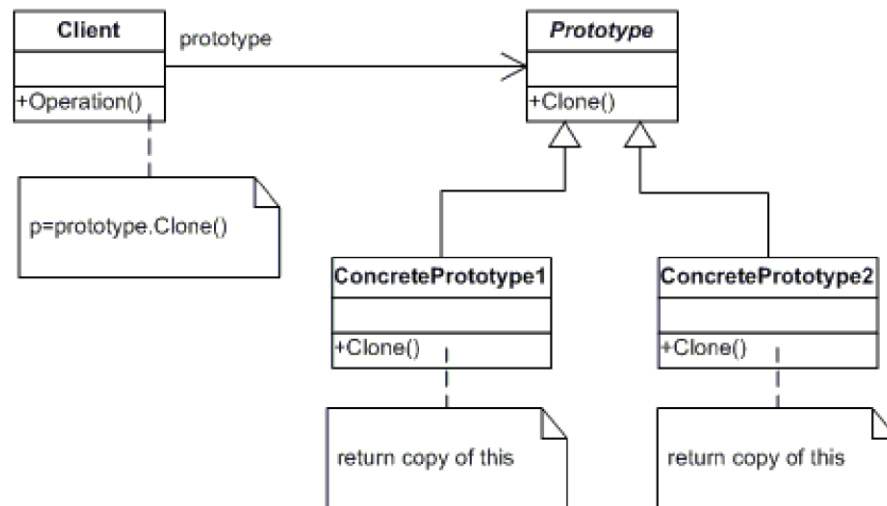 Client
prototype
Prototype
+Operation()
+Clone()
p=prototype.Clone()
ConcretePrototype1
ConcretePrototype2
+Clone()
+Clone()
return copy of this
return copy of this